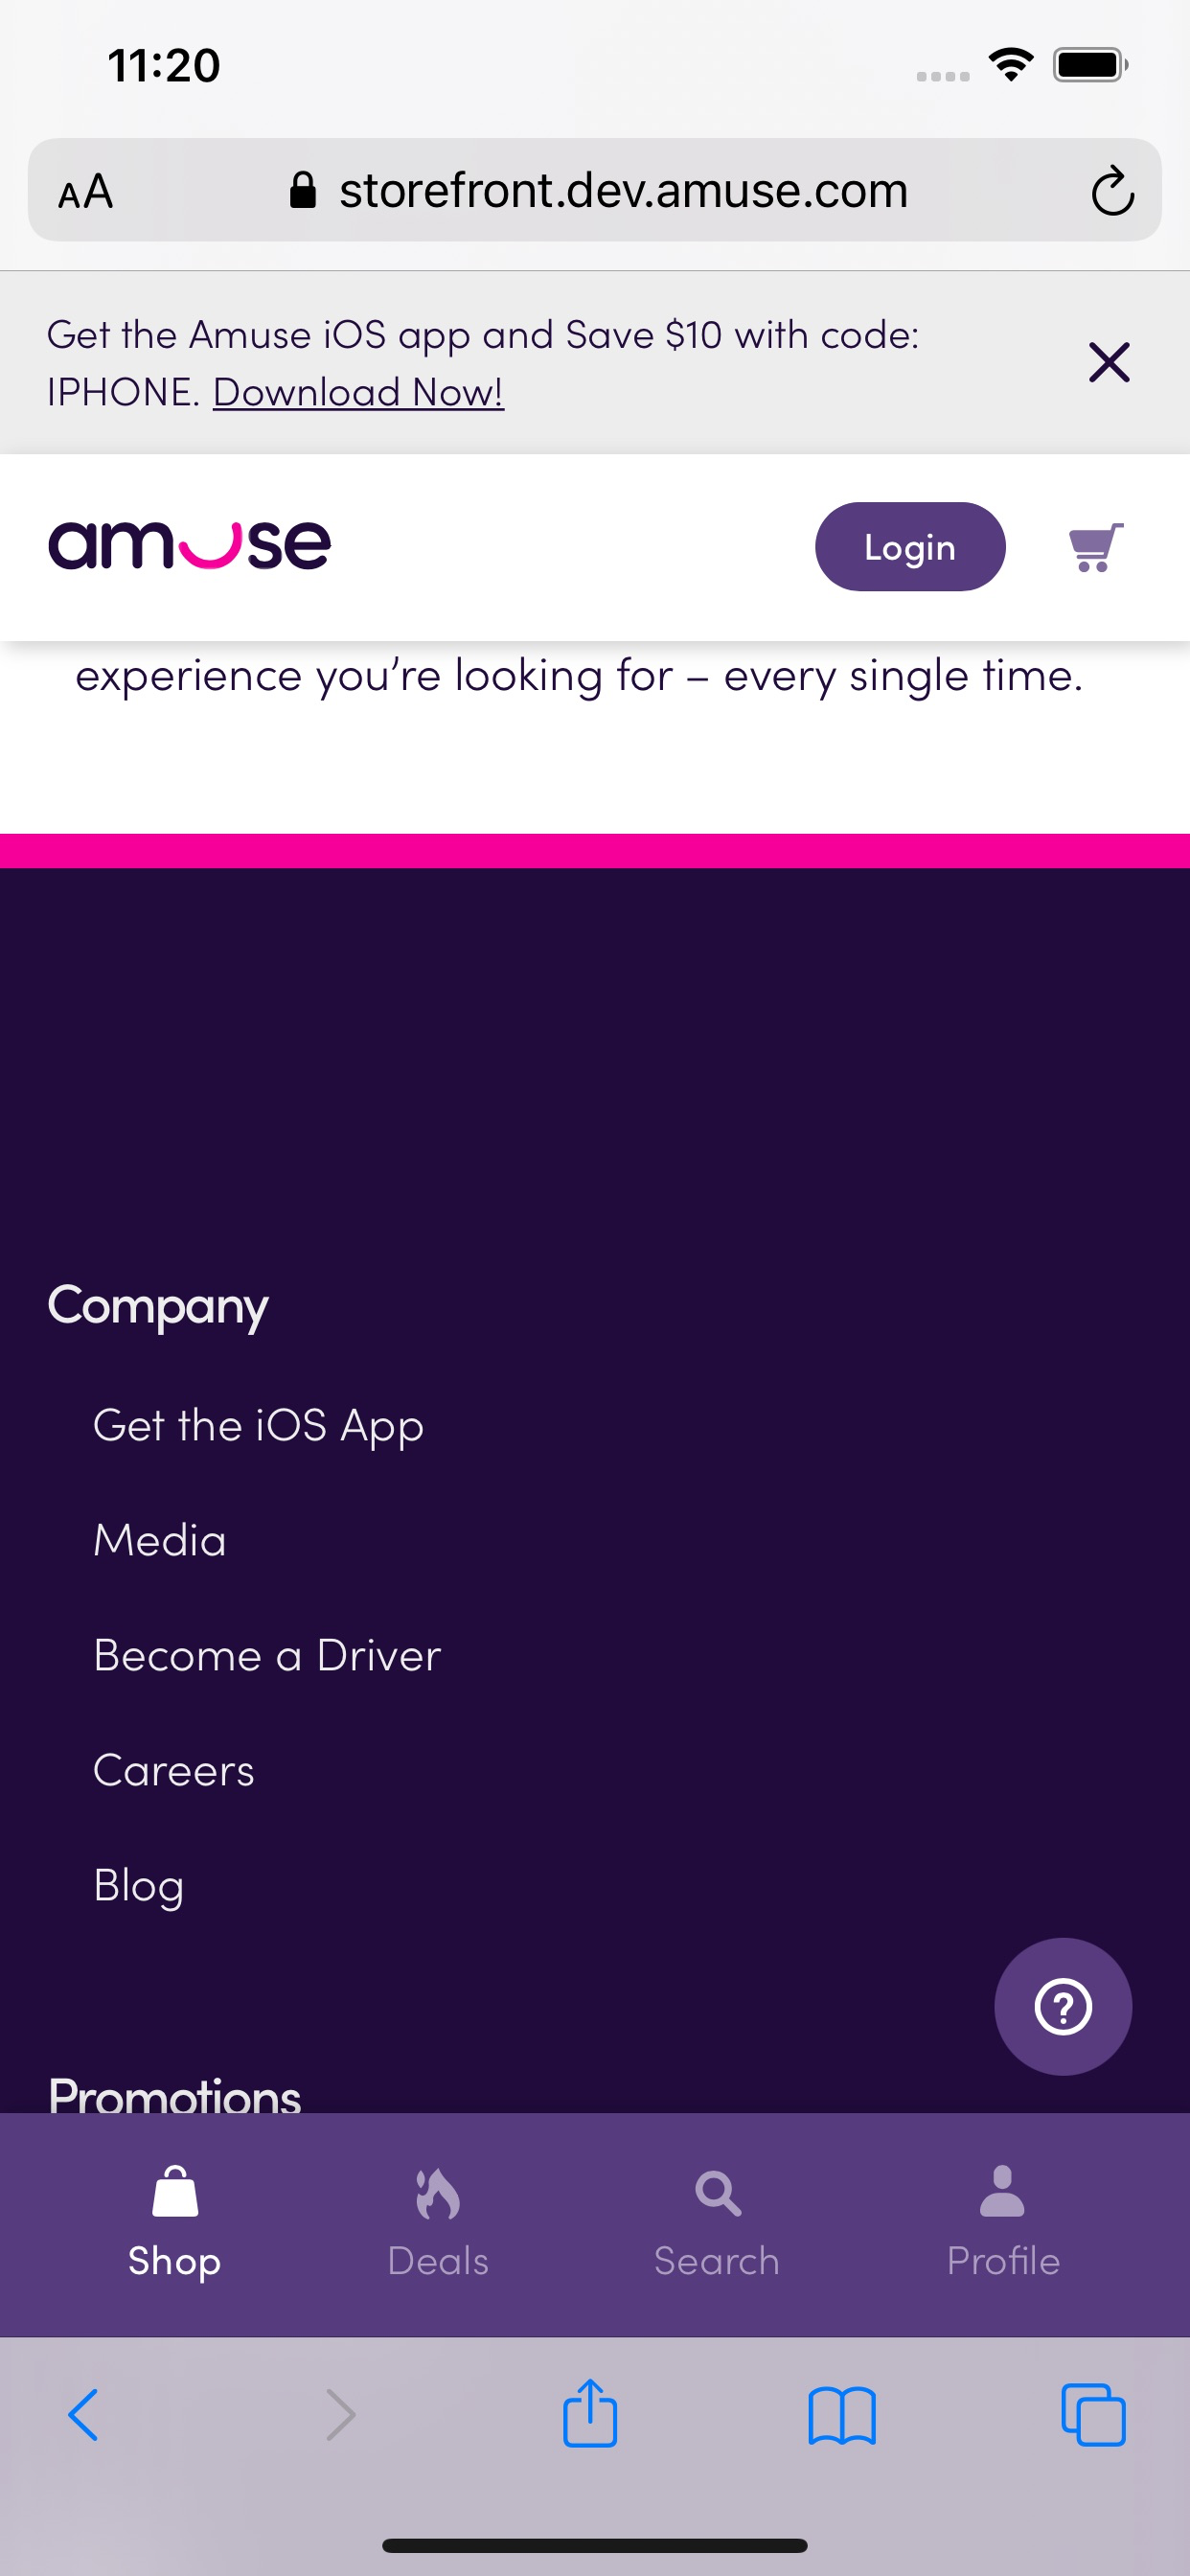 11:20
AA storefront.dev.amuse.com
Get the Amuse iOS app and Save $10 with code:
IPHONE. Download Now!
amuse
Login
experience you’re looking for – every single time.
Company
Get the iOS App
Media
Become a Driver
Careers
Blog
?
Promotions
Shop Deals Search Profile